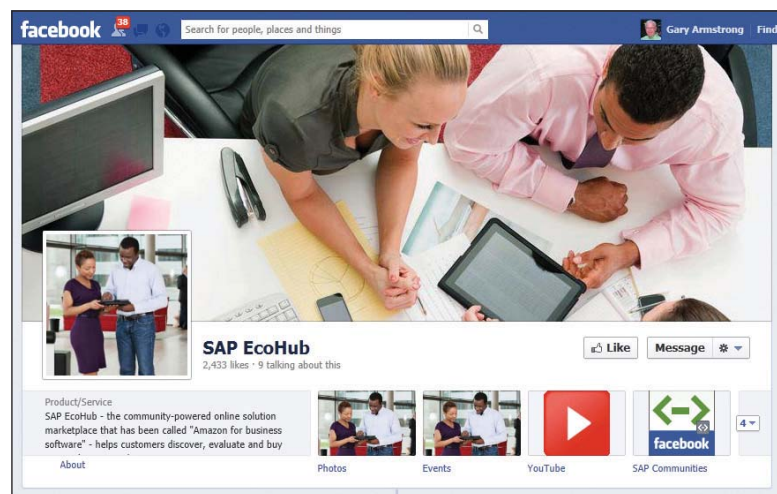 facebook 38 Search for people, places and things Gary Armstrong Find
SAP EcoHub
Like Message
2,433 likes · 9 talking about this
Product/Service
SAP EcoHub - the community-powered online solution
marketplace that has been called "Amazon for business
software" - helps customers discover, evaluate and buy
About
facebook
4
Photos Events YouTube SAP Communities